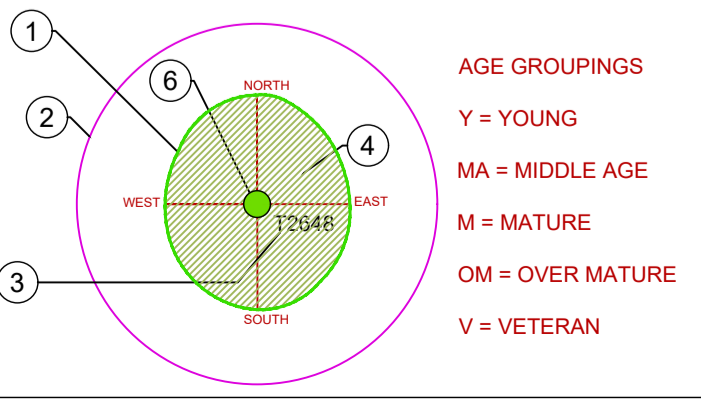 1
6
2
NORTH
4
WEST
EAST
T2648
3
SOUTH
AGE GROUPINGS
Y = YOUNG
MA = MIDDLE AGE
M = MATURE
OM = OVER MATURE
V = VETERAN